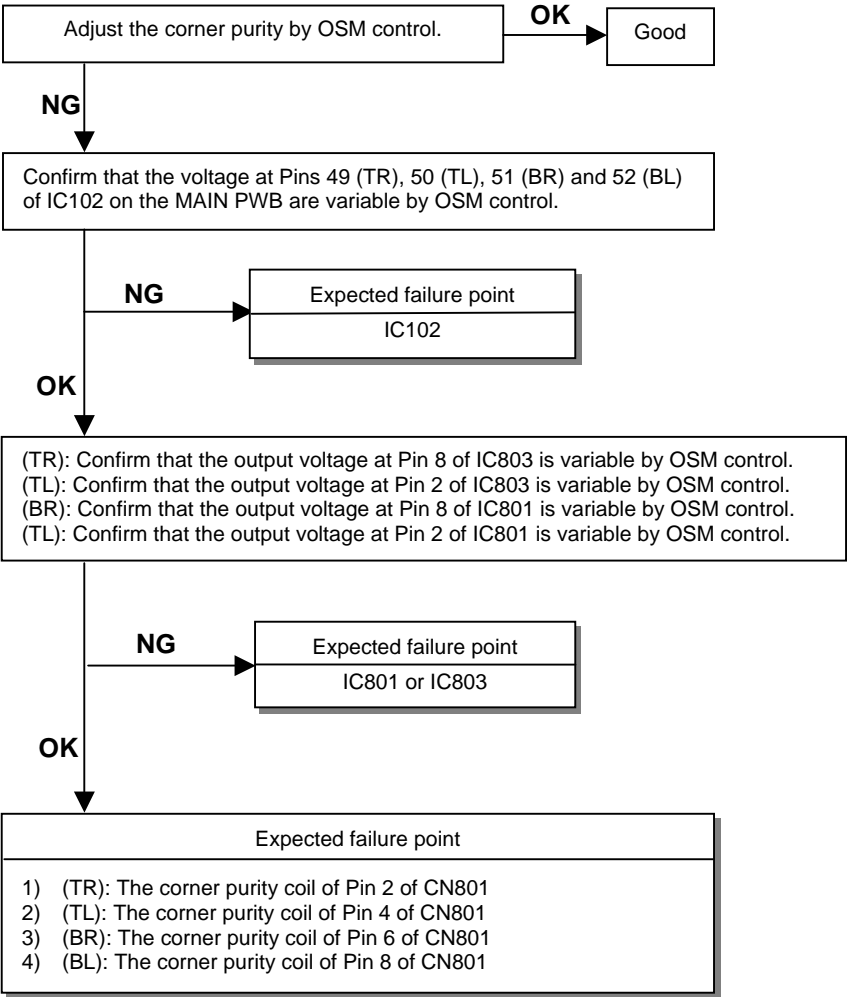 Adjust the corner purity by OSM control.
OK
Good
NG
Confirm that the voltage at Pins 49 (TR), 50 (TL), 51 (BR) and 52 (BL)
of IC102 on the MAIN PWB are variable by OSM control.
NG
Expected failure point
IC102
OK
(TR): Confirm that the output voltage at Pin 8 of IC803 is variable by OSM control.
(TL): Confirm that the output voltage at Pin 2 of IC803 is variable by OSM control.
(BR): Confirm that the output voltage at Pin 8 of IC801 is variable by OSM control.
(TL): Confirm that the output voltage at Pin 2 of IC801 is variable by OSM control.
NG
Expected failure point
IC801 or IC803
OK
Expected failure point
1) (TR): The corner purity coil of Pin 2 of CN801
2) (TL): The corner purity coil of Pin 4 of CN801
3) (BR): The corner purity coil of Pin 6 of CN801
4) (BL): The corner purity coil of Pin 8 of CN801